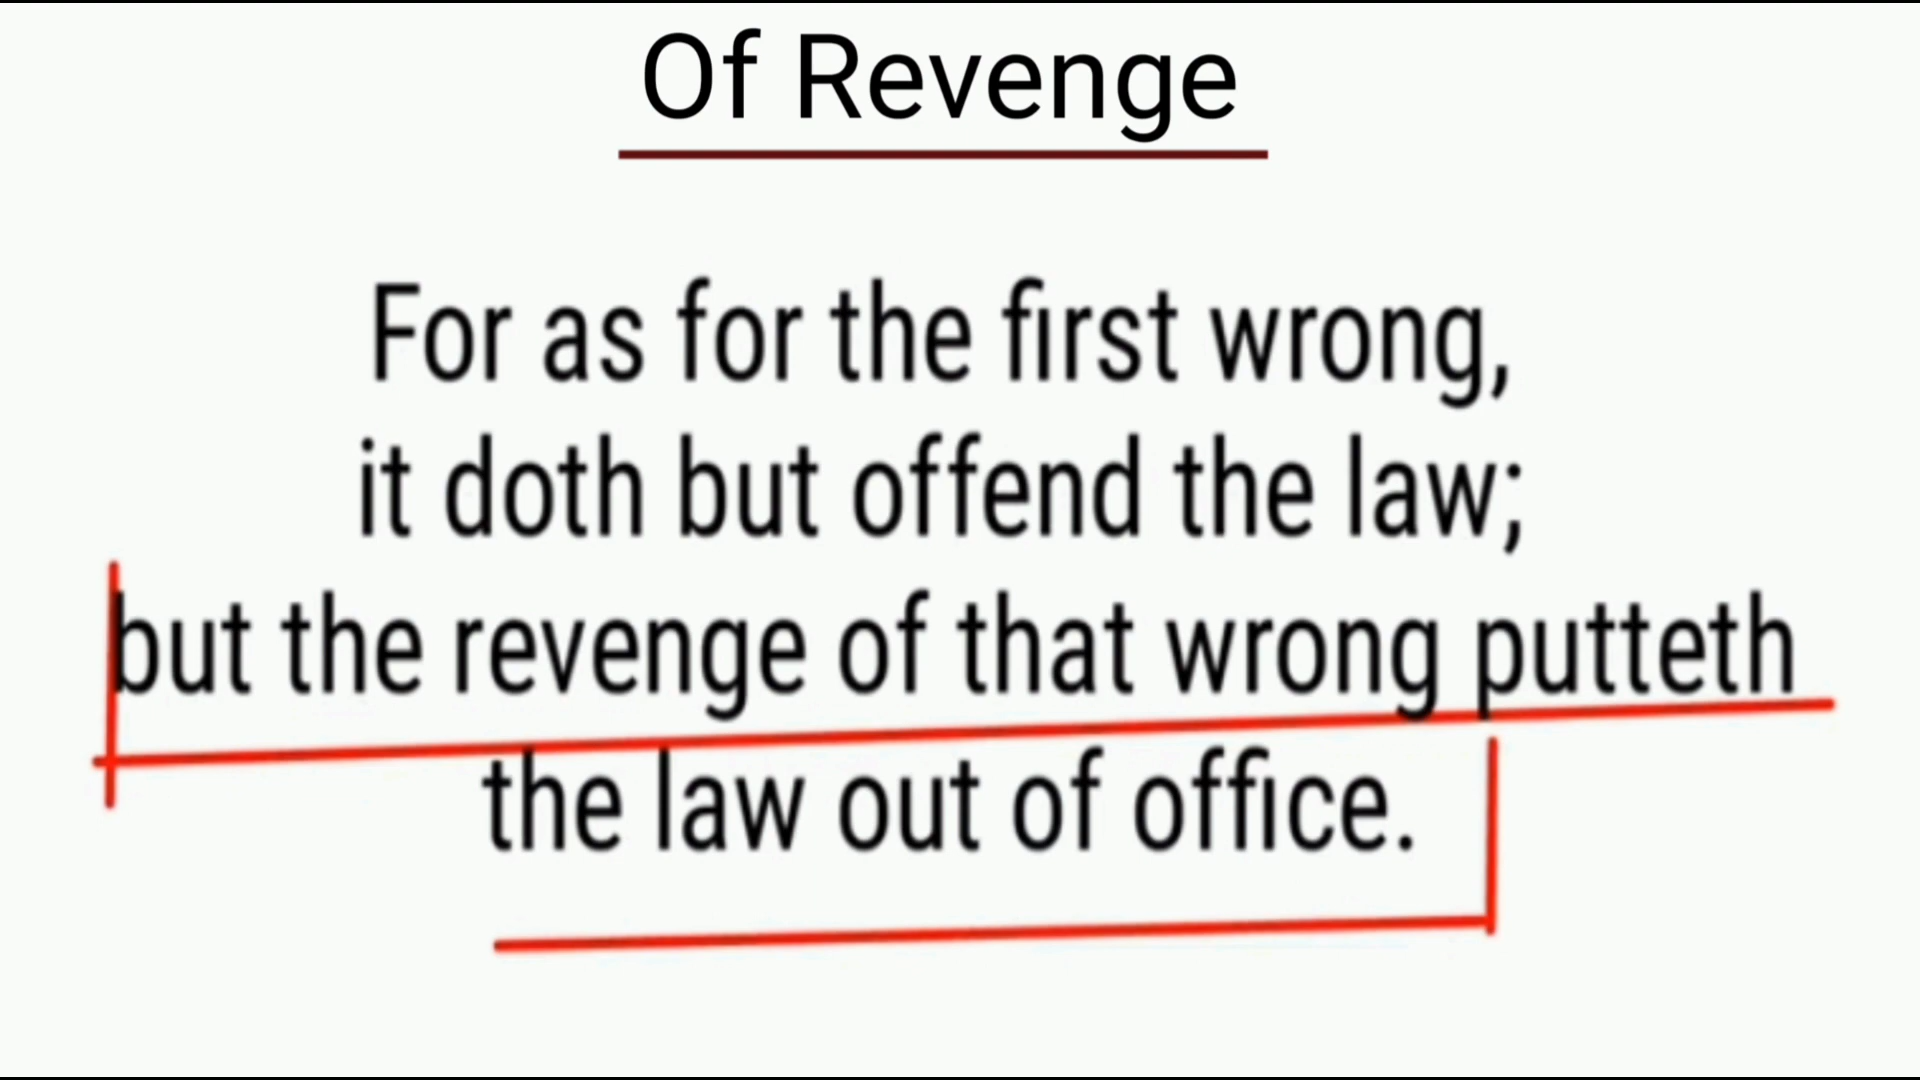 Of Revenge
For as for the first wrong,
it doth but offend the law;
but the revenge of that wrong putteth
the law out of office.